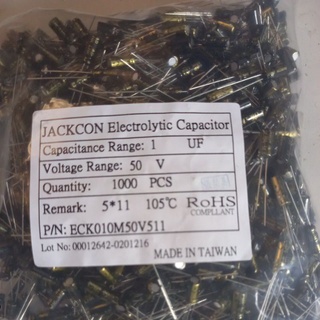 JACKCON Electrolytic Capacitor
Capacitance Range: 1 UF
Voltage Range: 50 V
Quantity: 1000 PCS
Remark: 5*11 105℃ RoHS
COMPLIANT
P/N: ECK010M50V511
Lot No: 00012642-0201216
MADE IN TAIWAN